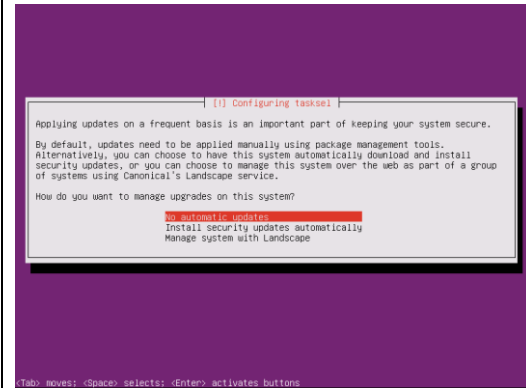 [!] Configuring tasksel
Applying updates on a frequent basis is an important part of keeping your system secure.
By default, updates need to be applied manually using package management tools.
Alternatively, you can choose to have this system automatically download and install
security updates, or you can choose to manage this system over the web as part of a group
of systems using Canonical's Landscape service.
How do you want to manage upgrades on this system?
No automatic updates
Install security updates automatically
Manage system with Landscape
<Tab> moves; <Space> selects; <Enter> activates buttons